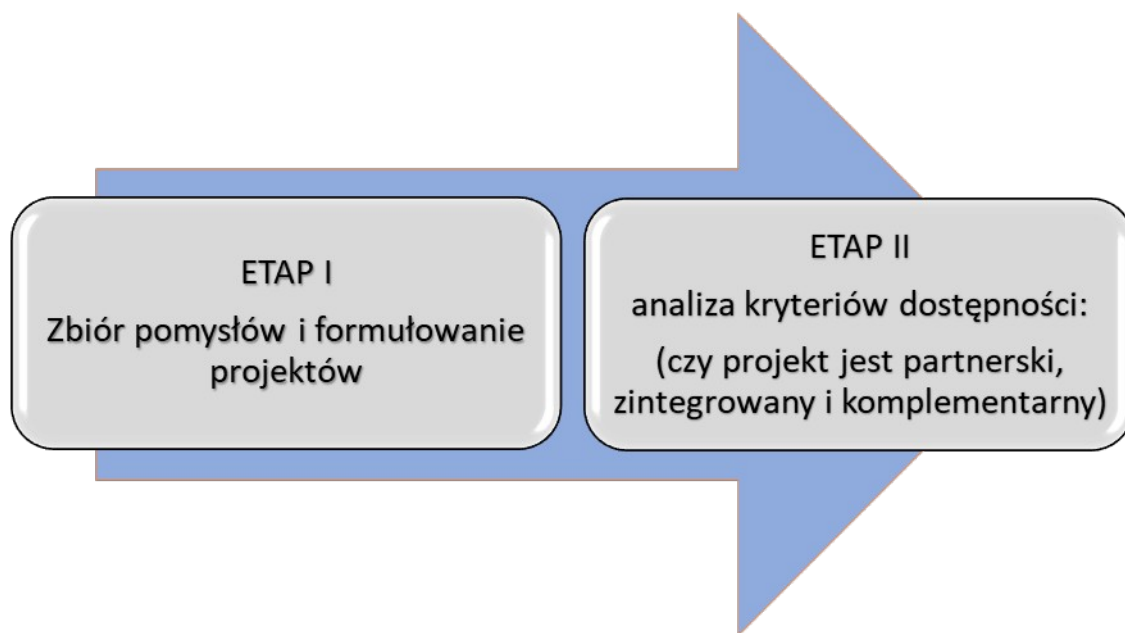 ETAP I
Zbiór pomysłów i formułowanie
projektów
ETAP II
analiza kryteriów dostępności:
(czy projekt jest partnerski,
zintegrowany i komplementarny)